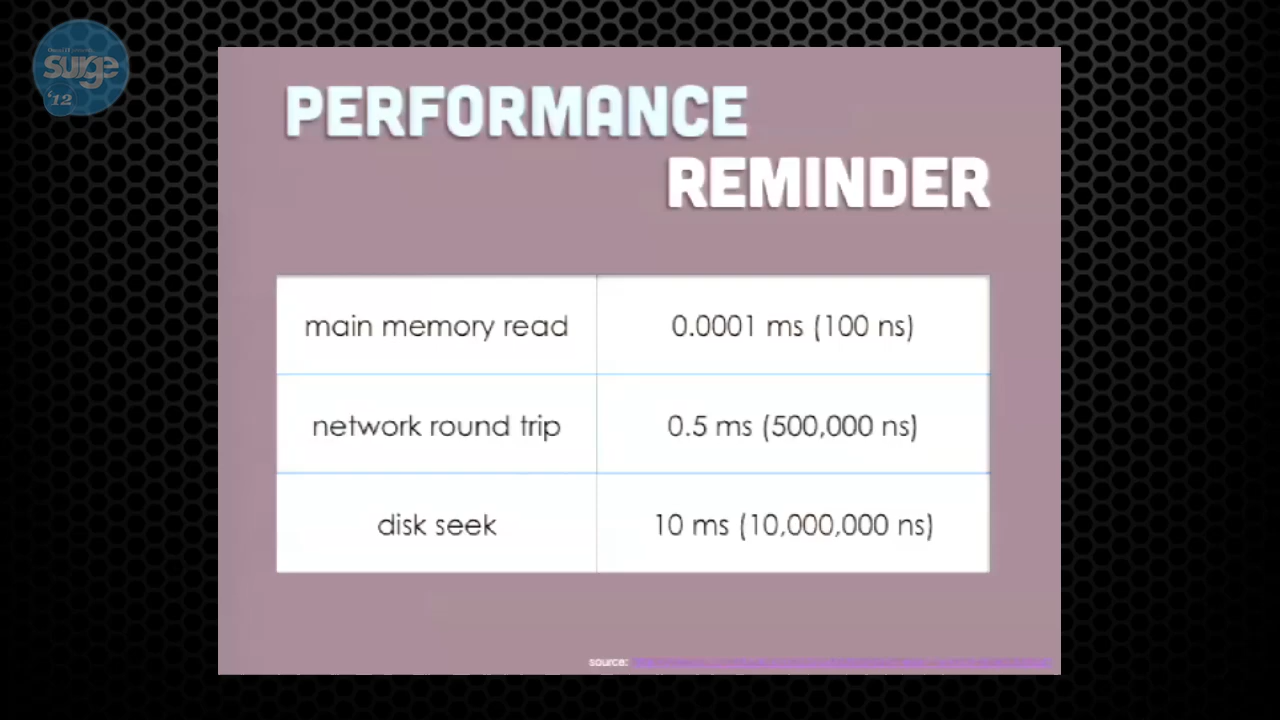 surge
'12
PERFORMANCE
REMINDER
main memory read 0.0001 ms (100 ns)
network round trip 0.5 ms (500,000 ns)
disk seek 10 ms (10,000,000 ns)
source: